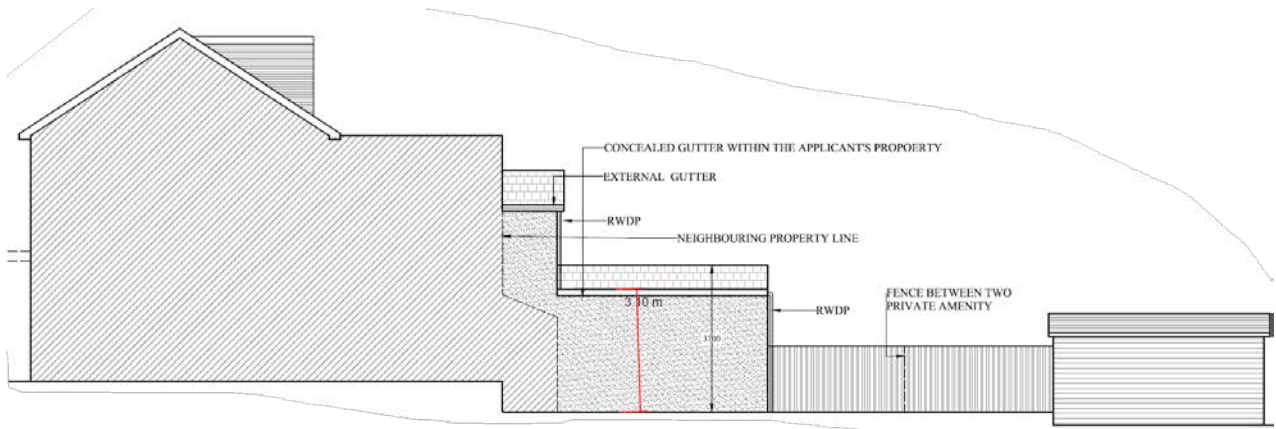 CONCEALED GUTTER WITHIN THE APPLICANT'S PROPOERTY
EXTERNAL GUTTER
RWDP
NEIGHBOURING PROPERTY LINE
3.10 m
FENCE BETWEEN TWO
PRIVATE AMENITY
RWDP